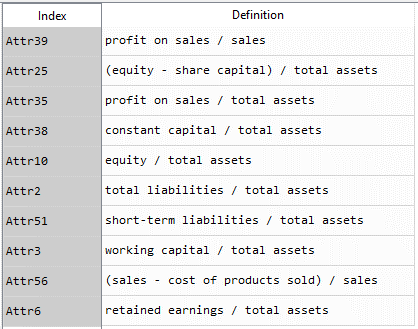 Index Definition
Attr39 profit on sales / sales
Attr25 (equity - share capital) / total assets
Attr35 profit on sales / total assets
Attr38 constant capital / total assets
Attr10 equity / total assets
Attr2 total liabilities / total assets
Attr51 short-term liabilities / total assets
Attr3 working capital / total assets
Attr56 (sales - cost of products sold) / sales
Attr6 retained earnings / total assets